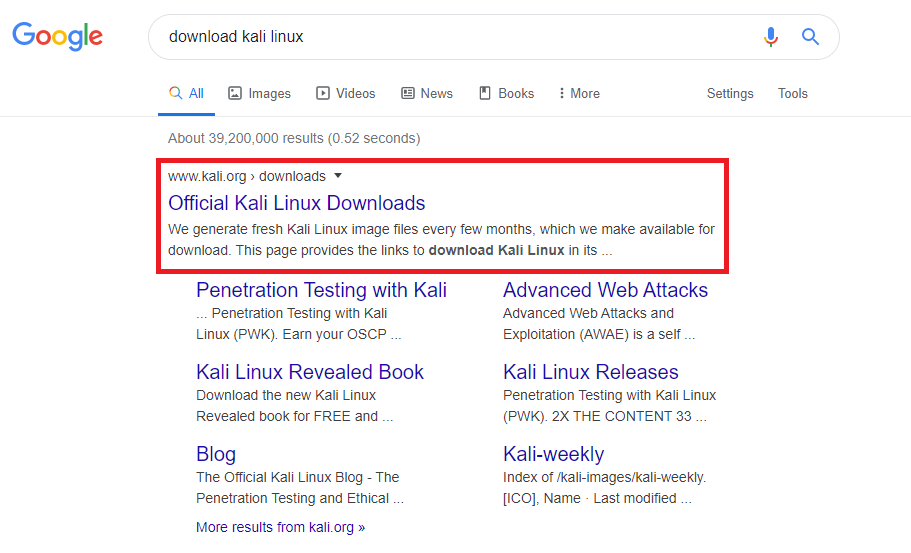 Google
download kali linux
All Images Videos News Books More Settings Tools
About 39,200,000 results (0.52 seconds)
www.kali.org › downloads
Official Kali Linux Downloads
We generate fresh Kali Linux image files every few months, which we make available for
download. This page provides the links to download Kali Linux in its ...
Penetration Testing with Kali
... Penetration Testing with Kali
Linux (PWK). Earn your OSCP ...
Advanced Web Attacks
Advanced Web Attacks and
Exploitation (AWAE) is a self ...
Kali Linux Revealed Book
Download the new Kali Linux
Revealed book for FREE and ...
Kali Linux Releases
Penetration Testing with Kali Linux
(PWK). 2X THE CONTENT 33 ...
Blog
The Official Kali Linux Blog - The
Penetration Testing and Ethical ...
Kali-weekly
Index of /kali-images/kali-weekly.
[ICO], Name · Last modified ...
More results from kali.org »